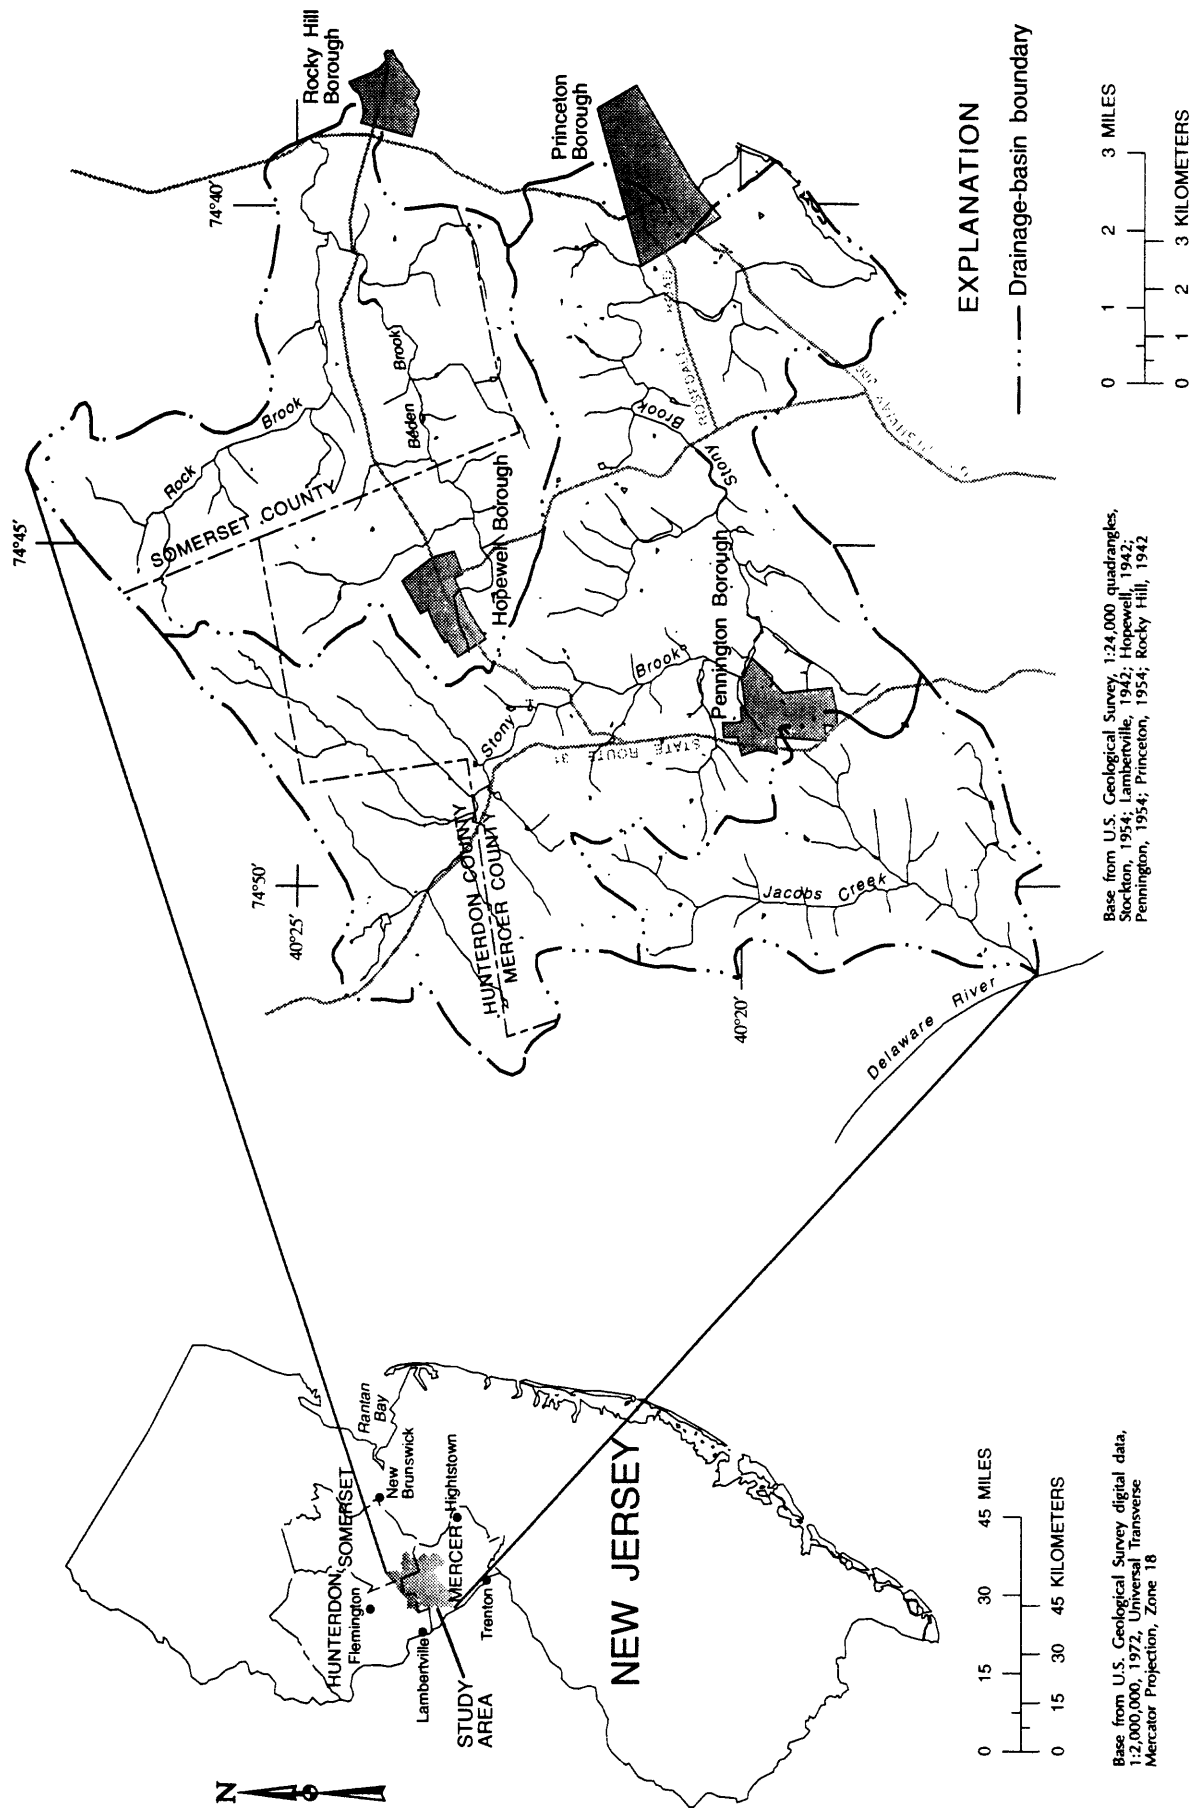 N
HUNTERDON
SOMERSET
Flemington
New
Brunswick
Lambertville
MERCER
Hightstown
Trenton
STUDY
AREA
Bay
NEW JERSEY
0 15 30 45 MILES
0 15 30 45 KILOMETERS
Base from U.S. Geological Survey digital data,
1:2,000,000, 1972, Universal Transverse
Mercator Projection, Zone 18
74°45′
74°40′
74°50′
40°25′
40°20′
Rocky Hill
Borough
Princeton
Borough
Rock
Brook
SOMERSET COUNTY
Beden
Brook
Hopewell Borough
HUNTERDON COUNTY
MERCER COUNTY
Stony
Brook
STATE ROUTE 31
Pennington Borough
Stony
Brook
ROSEDALE
ROAD
Jacobs Creek
Delaware River
EXPLANATION
Drainage-basin boundary
0 1 2 3 MILES
0 1 2 3 KILOMETERS
Base from U.S. Geological Survey, 1:24,000 quadrangles,
Stockton, 1954; Lambertville, 1942; Hopewell, 1942;
Pennington, 1954; Princeton, 1954; Rocky Hill, 1942